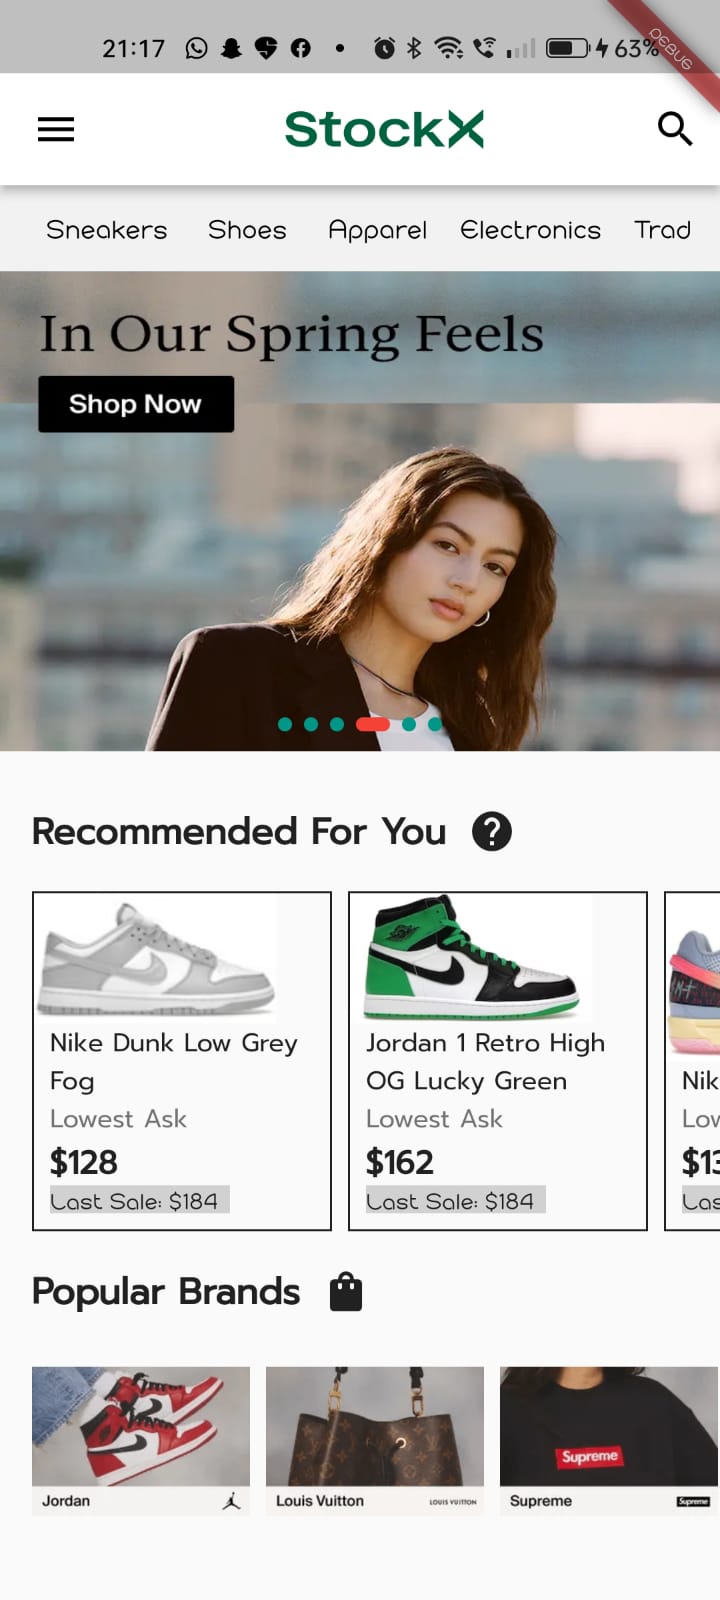 21:17
63%
DEBUG
StockX
Sneakers Shoes Apparel Electronics Trad
In Our Spring Feels
Shop Now
Recommended For You
Nike Dunk Low Grey
Fog
Lowest Ask
$128
Last Sale: $184
Jordan 1 Retro High
OG Lucky Green
Lowest Ask
$162
Last Sale: $184
Nik
Low
$13
Las
Popular Brands
Supreme
Jordan
Louis Vuitton
LOUIS VUITTON
Supreme
Supreme